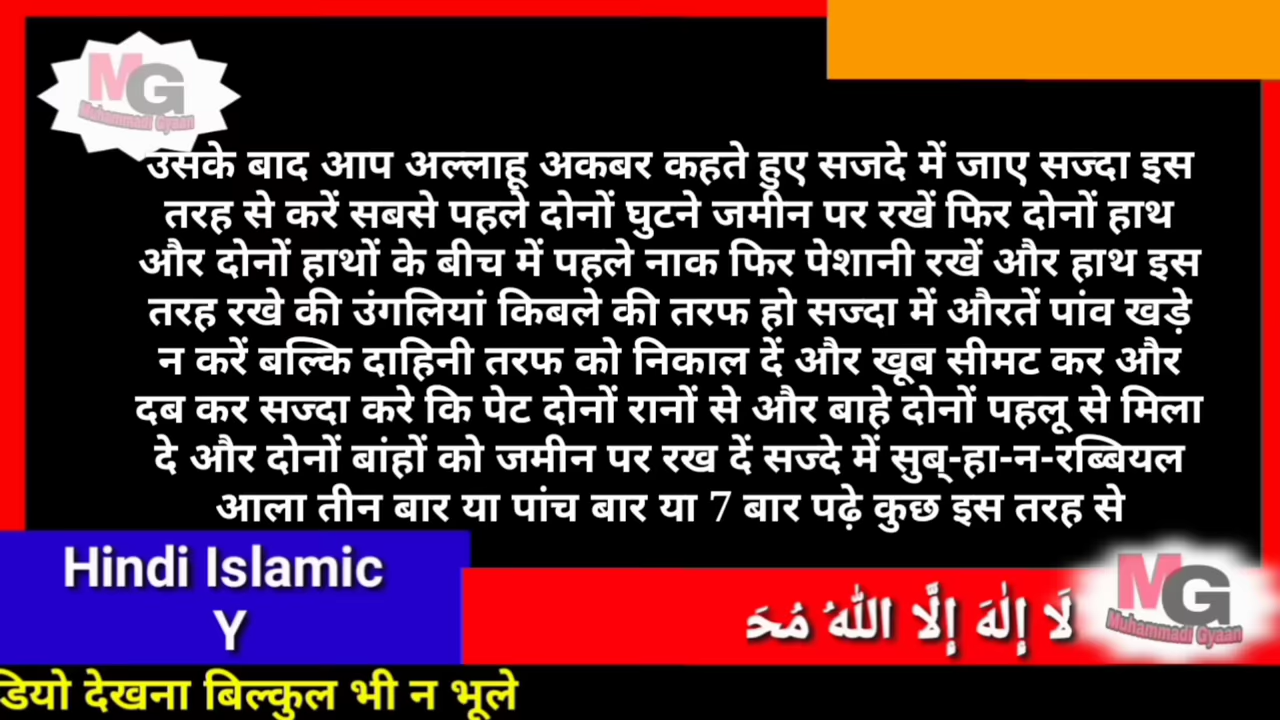 MG
Muhammadi Gyaan
उसके बाद आप अल्लाहू अकबर कहते हुए सजदे में जाए सज्दा इस
तरह से करें सबसे पहले दोनों घुटने जमीन पर रखें फिर दोनों हाथ
और दोनों हाथों के बीच में पहले नाक फिर पेशानी रखें और हाथ इस
तरह रखे की उंगलियां किबले की तरफ हो सज्दा में औरतें पांव खड़े
न करें बल्कि दाहिनी तरफ को निकाल दें और खूब सीमट कर और
दब कर सज्दा करे कि पेट दोनों रानों से और बाहे दोनों पहलू से मिला
दे और दोनों बांहों को जमीन पर रख दें सज्दे में सुब्-हा-न-रब्बियल
आला तीन बार या पांच बार या 7 बार पढ़े कुछ इस तरह से
Hindi Islamic
Y
لَا إِلٰهَ إِلَّا اللهُ مُحَ
MG
Muhammadi Gyaan
डियो देखना बिल्कुल भी न भूले